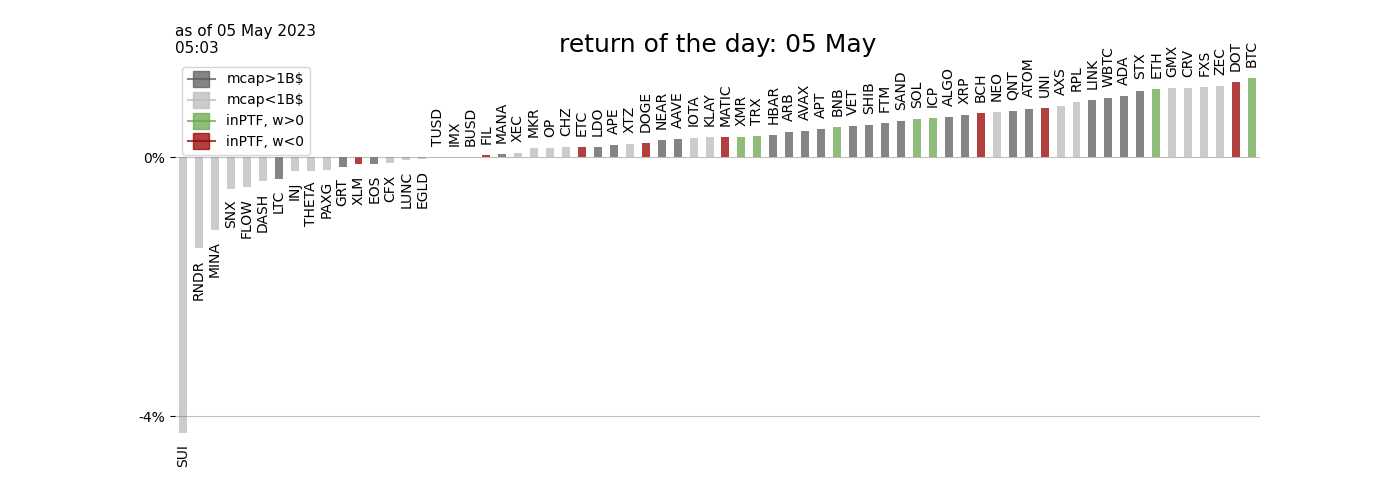 as of 05 May 2023
05:03
return of the day: 05 May
mcap>1B$
mcap<1B$
inPTF, w>0
inPTF, w<0
0%
-4%
SUI
RNDR
MINA
SNX
FLOW
DASH
LTC
INJ
THETA
PAXG
GRT
XLM
EOS
CFX
LUNC
EGLD
TUSD
IMX
BUSD
FIL
MANA
XEC
MKR
OP
CHZ
ETC
LDO
APE
XTZ
DOGE
NEAR
AAVE
IOTA
KLAY
MATIC
XMR
TRX
HBAR
ARB
AVAX
APT
BNB
VET
SHIB
FTM
SAND
SOL
ICP
ALGO
XRP
BCH
NEO
QNT
ATOM
UNI
AXS
RPL
LINK
WBTC
ADA
STX
ETH
GMX
CRV
FXS
ZEC
DOT
BTC